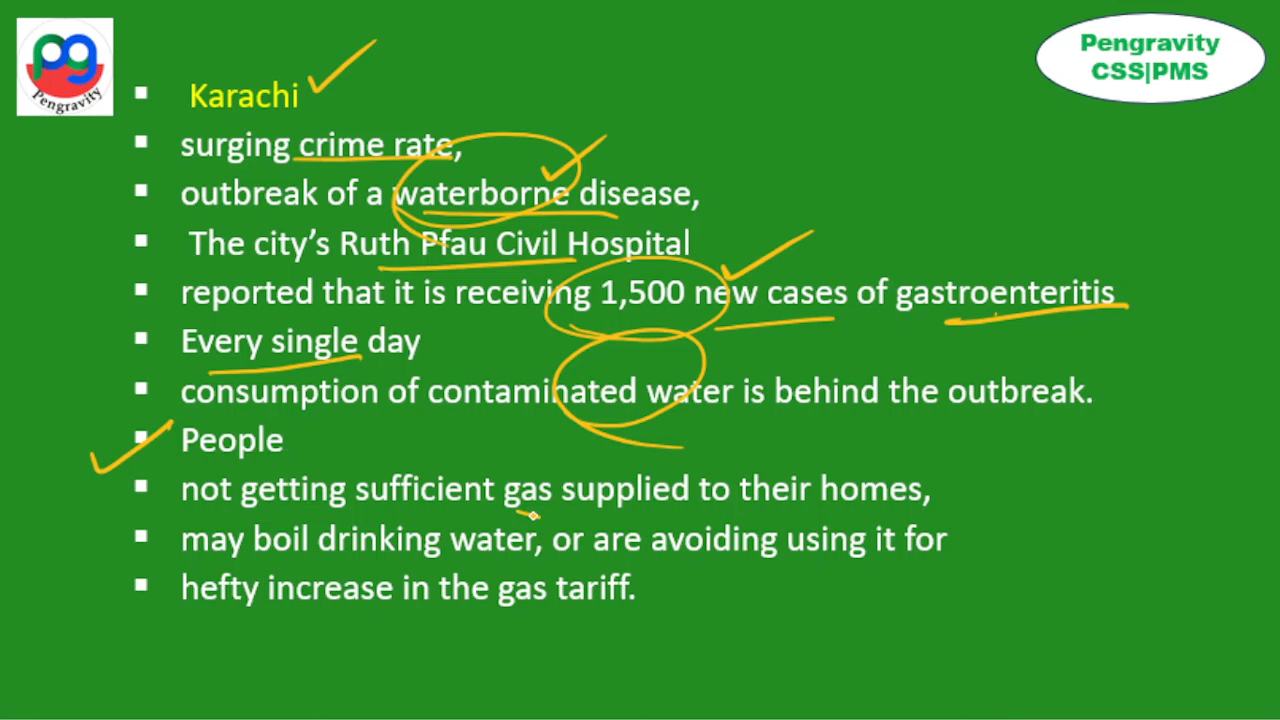 pg
Pengravity
Pengravity
CSS|PMS
Karachi
surging crime rate,
outbreak of a waterborne disease,
The city's Ruth Pfau Civil Hospital
reported that it is receiving 1,500 new cases of gastroenteritis
Every single day
consumption of contaminated water is behind the outbreak.
People
not getting sufficient gas supplied to their homes,
may boil drinking water, or are avoiding using it for
hefty increase in the gas tariff.